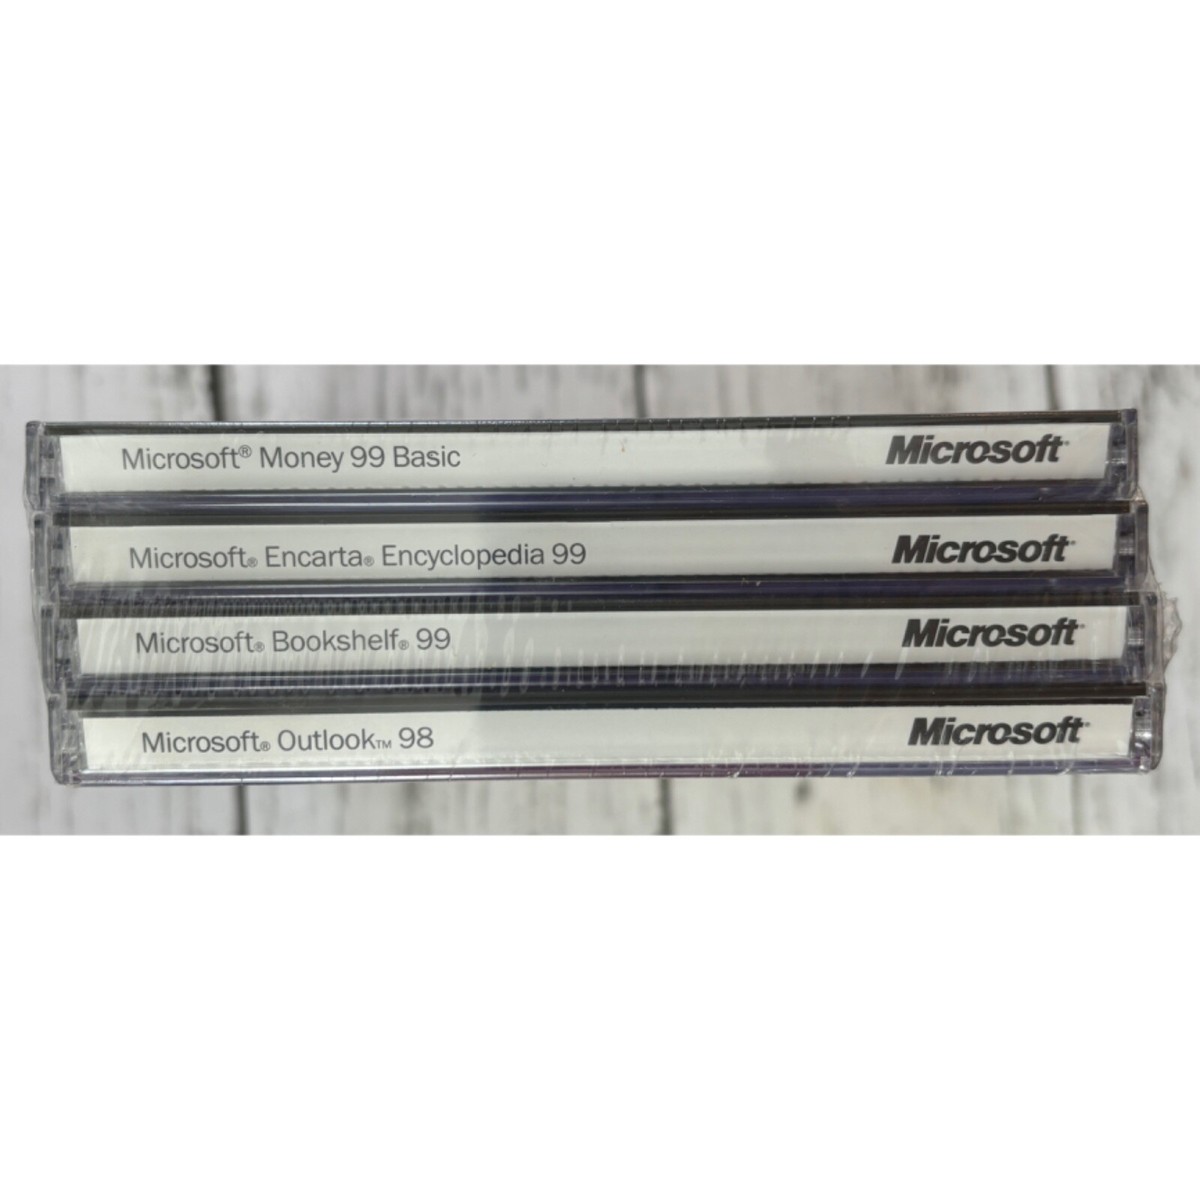 Microsoft® Money 99 Basic Microsoft®
Microsoft® Encarta® Encyclopedia 99 Microsoft®
Microsoft® Bookshelf® 99 Microsoft®
Microsoft® Outlook™ 98 Microsoft®